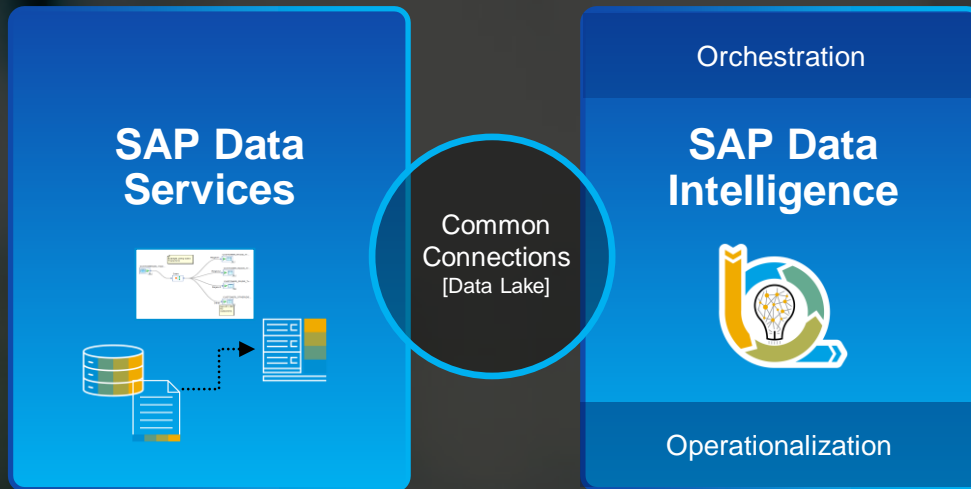 SAP Data
Services
Common
Connections
[Data Lake]
Orchestration
SAP Data
Intelligence
Operationalization